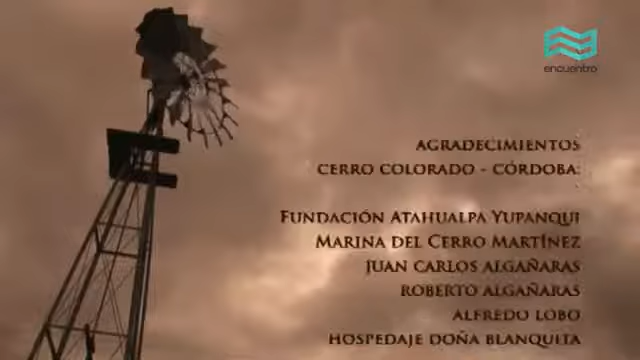 encuentro
AGRADECIMIENTOS
CERRO COLORADO - CÓRDOBA:
FUNDACIÓN ATAHUALPA YUPANQUI
MARINA DEL CERRO MARTÍNEZ
JUAN CARLOS ALGAÑARAS
ROBERTO ALGAÑARAS
ALFREDO LOBO
HOSPEDAJE DOÑA BLANQUITA